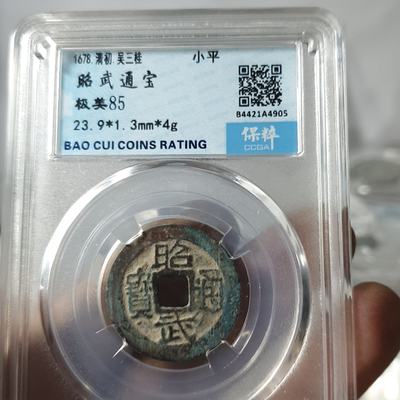 1678.清初.吴三桂 小平
昭武通宝
极美85
23.9*1.3mm*4g
B4421A4905
保粹
CCGA
BAO CUI COINS RATING
昭武通寶